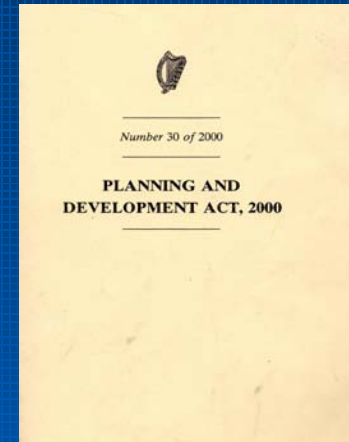 Number 30 of 2000
PLANNING AND
DEVELOPMENT ACT, 2000